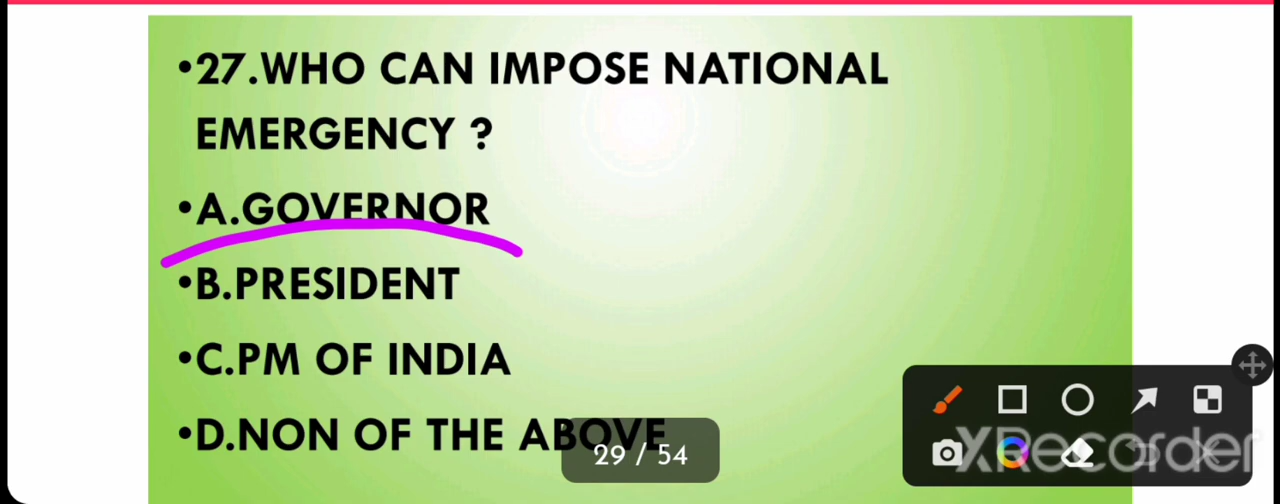 •27.WHO CAN IMPOSE NATIONAL
EMERGENCY ?
•A.GOVERNOR
•B.PRESIDENT
•C.PM OF INDIA
•D.NON OF THE ABOVE
29 / 54
XRecorder